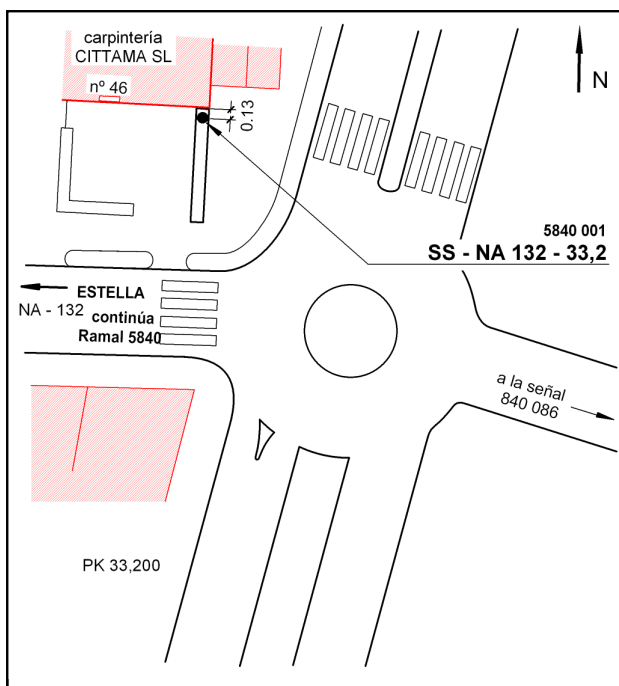 carpintería
CITTAMA SL
nº 46
0.13
N
5840 001
SS - NA 132 - 33,2
ESTELLA
NA - 132
continúa
Ramal 5840
a la señal
840 086
PK 33,200